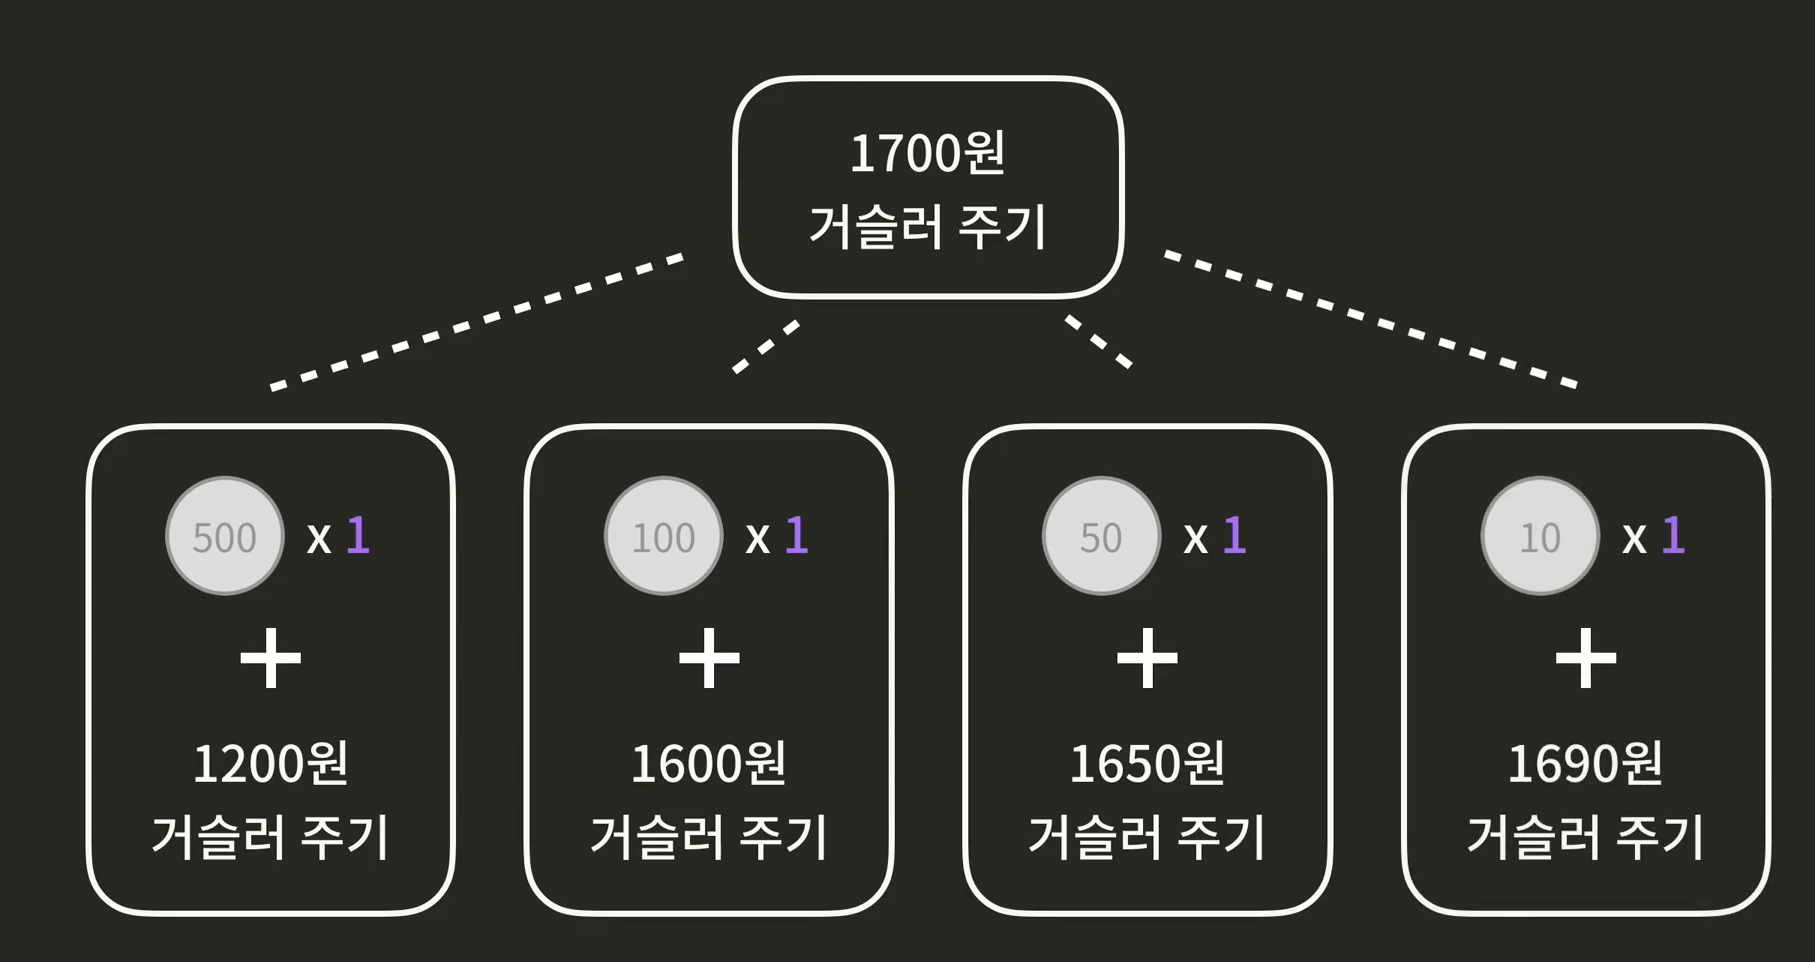 1700원
거슬러 주기
500 x 1
100 x 1
50 x 1
10 x 1
+
+
+
+
1200원
거슬러 주기
1600원
거슬러 주기
1650원
거슬러 주기
1690원
거슬러 주기